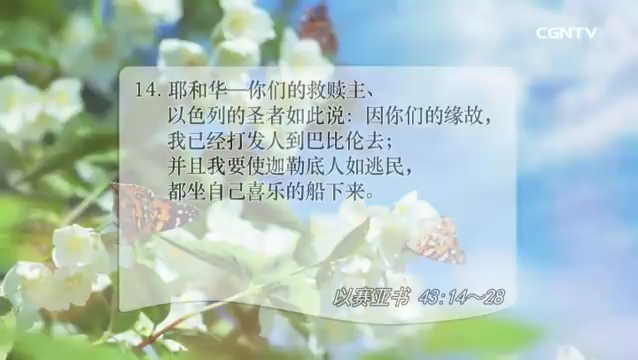 CGNTV
14. 耶和华—你们的救赎主、
以色列的圣者如此说：因你们的缘故，
我已经打发人到巴比伦去；
并且我要使迦勒底人如逃民，
都坐自己喜乐的船下来。
以赛亚书 43:14～28